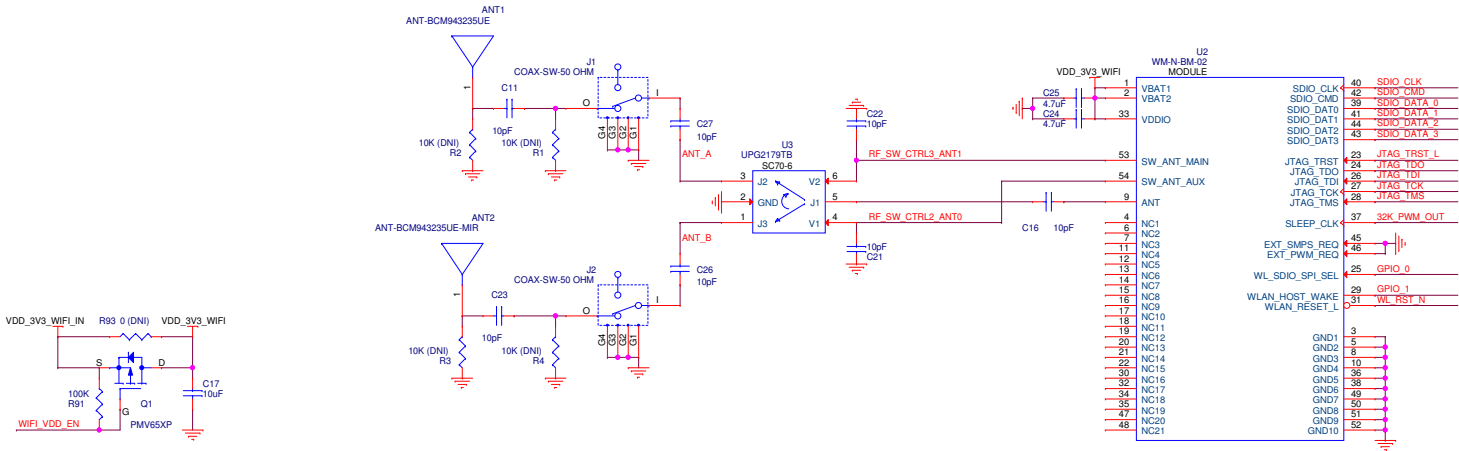 ANT1
ANT-BCM943235UE
1
C11
10pF
10K (DNI)
R2
10K (DNI)
R1
J1
COAX-SW-50 OHM
O
I
G4
G3
G2
G1
C27
10pF
ANT_A
ANT2
ANT-BCM943235UE-MIR
1
C23
10pF
10K (DNI)
R3
10K (DNI)
R4
J2
COAX-SW-50 OHM
O
I
G4
G3
G2
G1
ANT_B
C26
10pF
U3
UPG2179TB
SC70-6
3 J2 V2 6
2 GND J1 5
1 J3 V1 4
C22
10pF
RF_SW_CTRL3_ANT1
RF_SW_CTRL2_ANT0
10pF
C21
C16 10pF
VDD_3V3_WIFI
C25
4.7uF
C24
4.7uF
U2
WM-N-BM-02
MODULE
1 VBAT1
2 VBAT2
33 VDDIO
53 SW_ANT_MAIN
54 SW_ANT_AUX
9 ANT
4 NC1
6 NC2
7 NC3
11 NC4
12 NC5
13 NC6
14 NC7
15 NC8
16 NC9
17 NC10
18 NC11
19 NC12
20 NC13
21 NC14
22 NC15
30 NC16
32 NC17
34 NC18
35 NC19
47 NC20
48 NC21
SDIO_CLK 40 SDIO_CLK
SDIO_CMD 42 SDIO_CMD
SDIO_DAT0 39 SDIO_DATA_0
SDIO_DAT1 41 SDIO_DATA_1
SDIO_DAT2 44 SDIO_DATA_2
SDIO_DAT3 43 SDIO_DATA_3
JTAG_TRST 23 JTAG_TRST_L
JTAG_TDO 24 JTAG_TDO
JTAG_TDI 26 JTAG_TDI
JTAG_TCK 27 JTAG_TCK
JTAG_TMS 28 JTAG_TMS
SLEEP_CLK 37 32K_PWM_OUT
EXT_SMPS_REQ 45
EXT_PWM_REQ 46
WL_SDIO_SPI_SEL 25 GPIO_0
WLAN_HOST_WAKE 29 GPIO_1
WLAN_RESET_L 31 WL_RST_N
GND1 3
GND2 5
GND3 8
GND4 10
GND5 36
GND6 38
GND7 49
GND8 50
GND9 51
GND10 52
VDD_3V3_WIFI_IN R93 0 (DNI) VDD_3V3_WIFI
S D
100K
R91
G
Q1
PMV65XP
C17
10uF
WIFI_VDD_EN